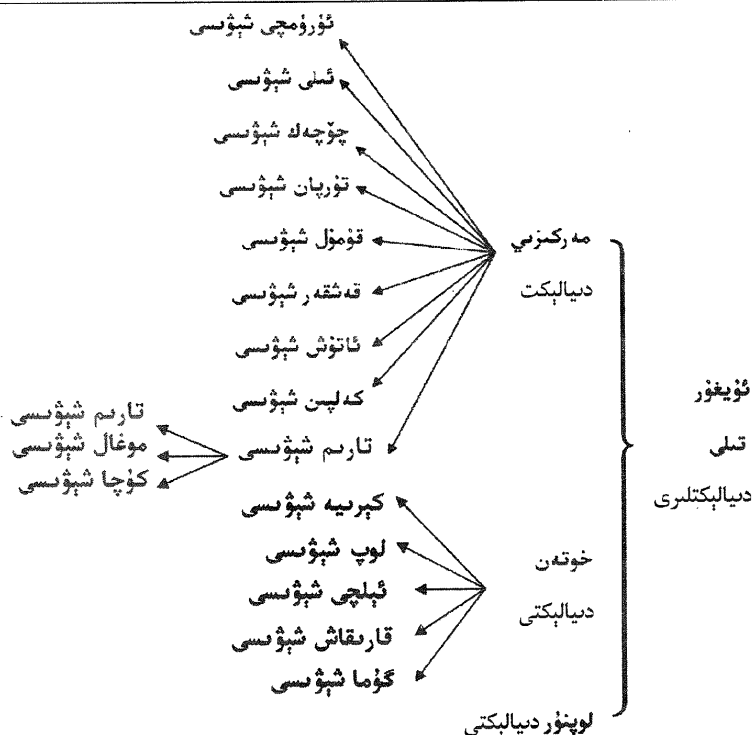 ئۇيغۇر
تىلى
دىيالېكتلىرى
مەركىزىي
دىيالېكت
ئۈرۈمچى شېۋىسى
ئىلى شېۋىسى
چۆچەك شېۋىسى
تۇرپان شېۋىسى
قۇمۇل شېۋىسى
قەشقەر شېۋىسى
ئاتۇش شېۋىسى
كەلپىن شېۋىسى
تارىم شېۋىسى
تارىم شېۋىسى
موغال شېۋىسى
كۇچا شېۋىسى
خوتەن
دىيالېكتى
كېرىيە شېۋىسى
لوپ شېۋىسى
ئېلچى شېۋىسى
قارىقاش شېۋىسى
گۇما شېۋىسى
لوپنۇر دىيالېكتى